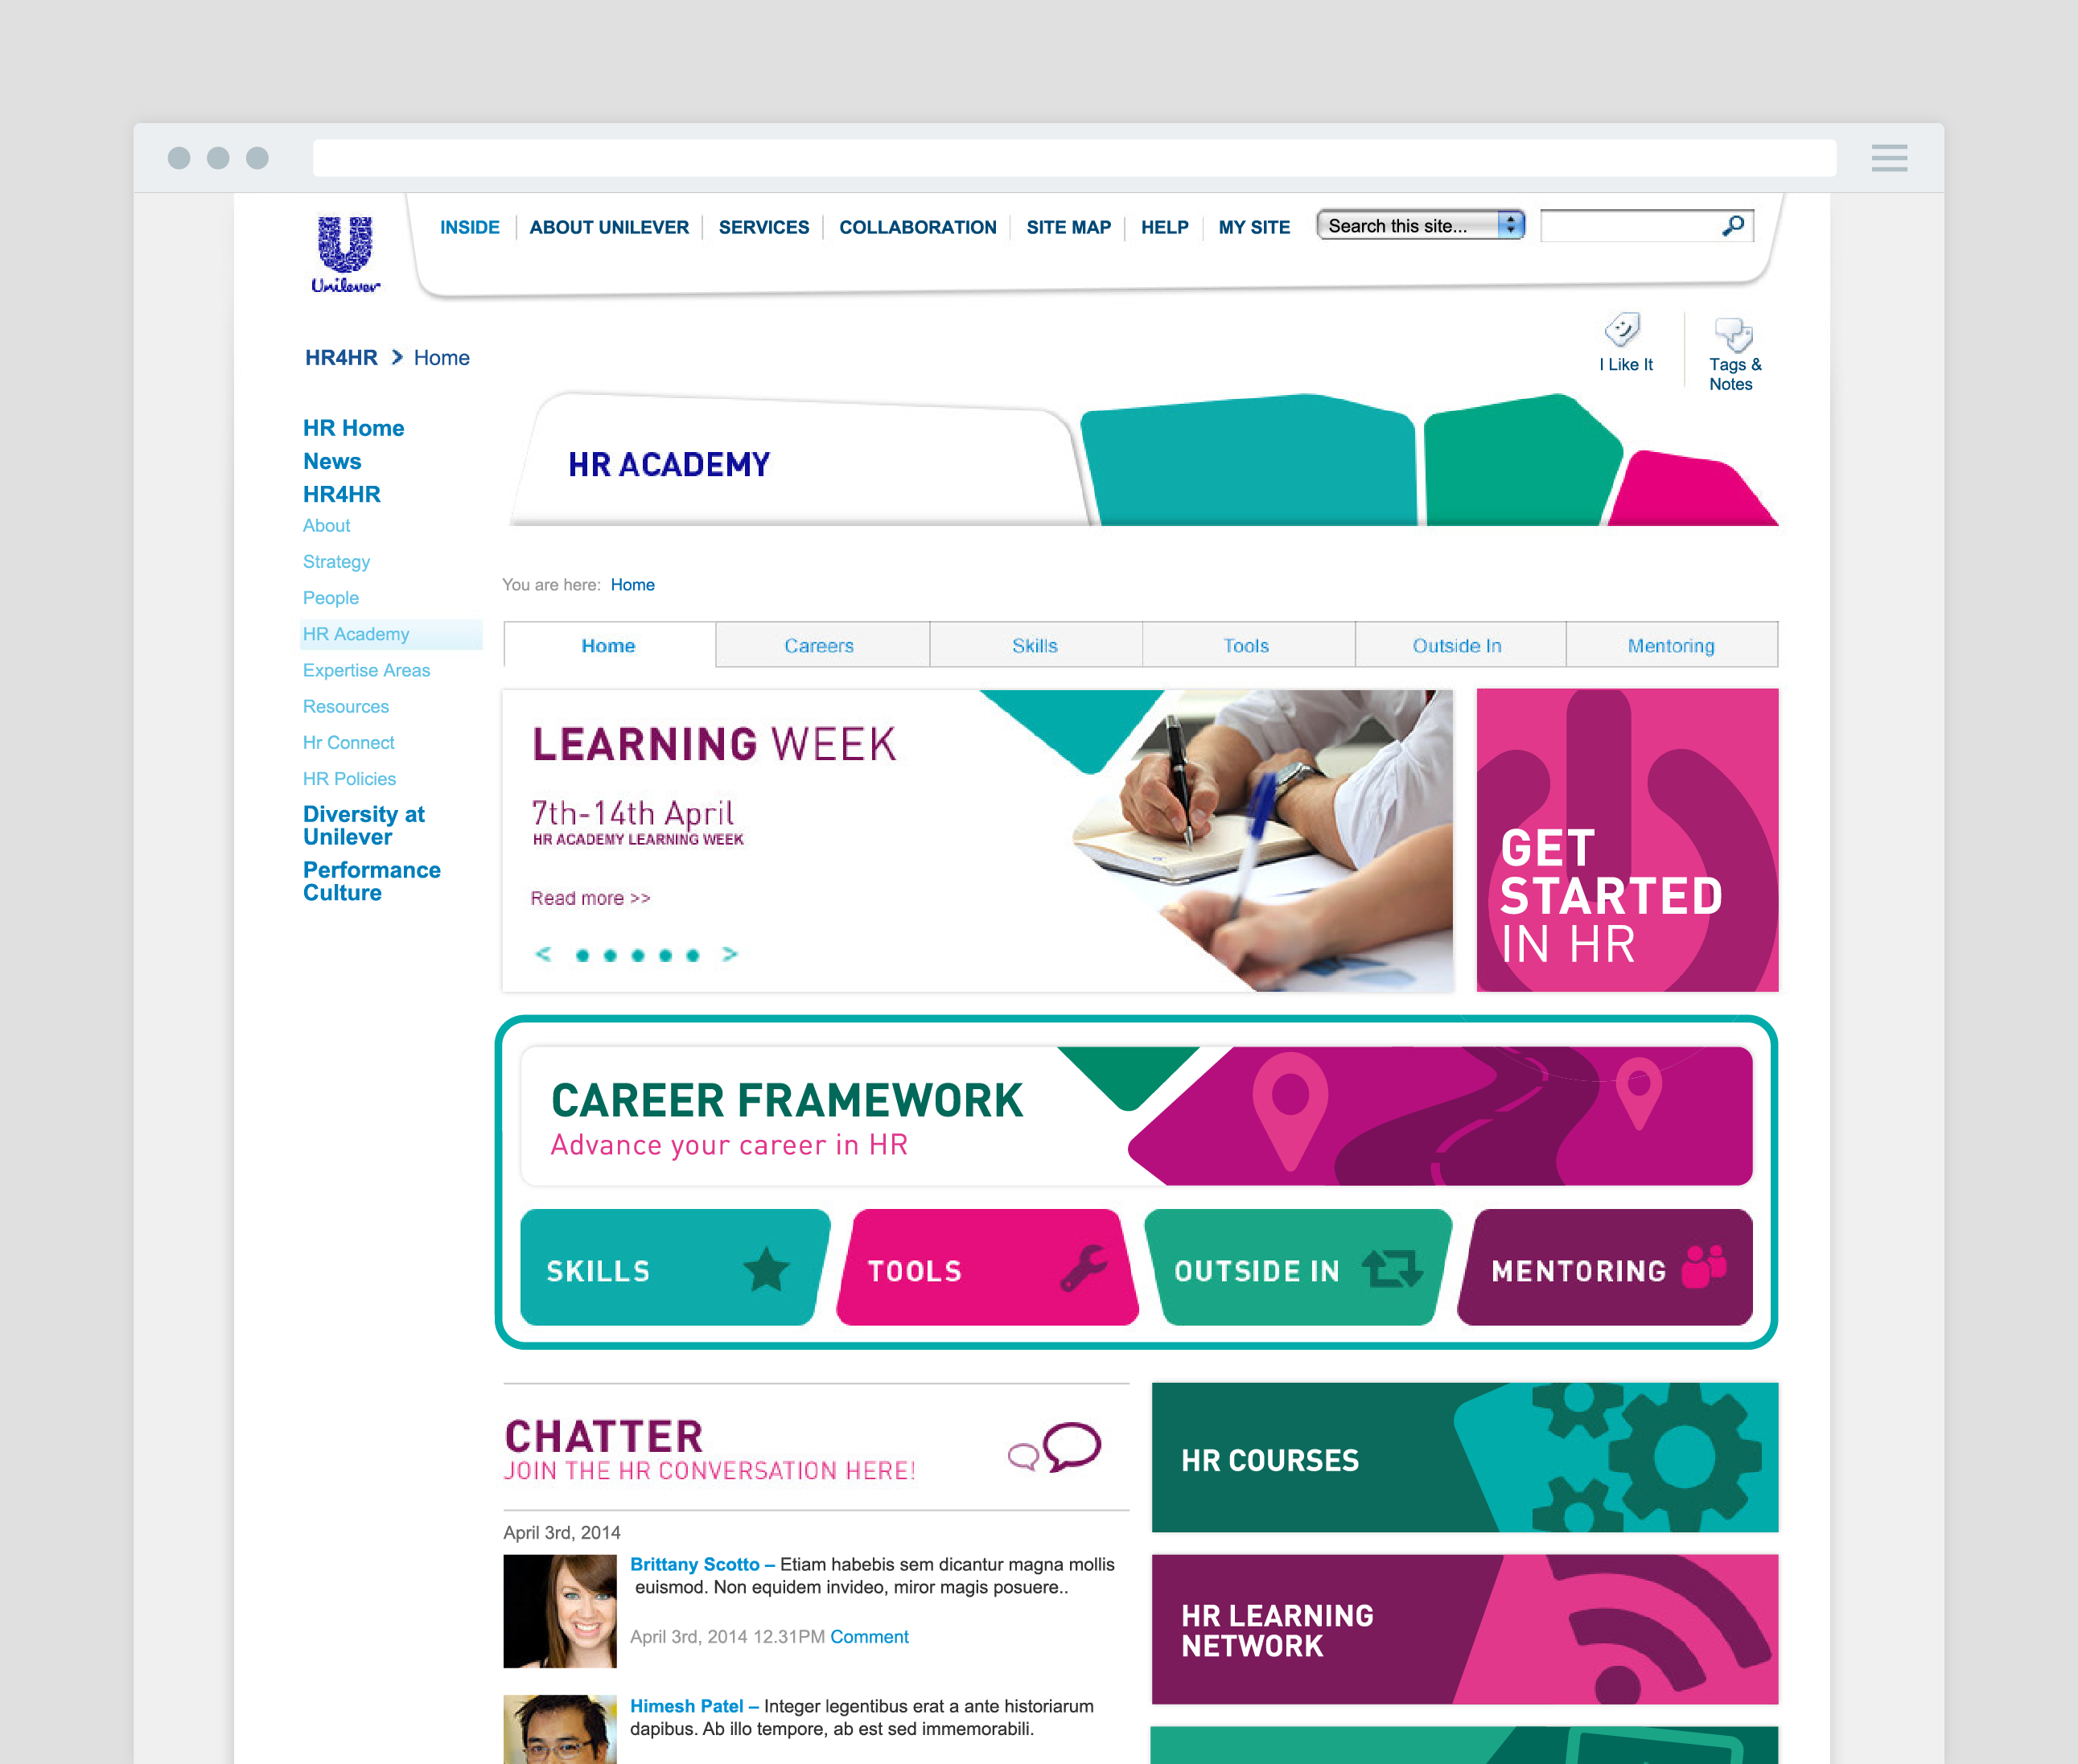 INSIDE
ABOUT UNILEVER
SERVICES
COLLABORATION
SITE MAP
HELP
MY SITE
Search this site...
Unilever
I Like It
Tags &
Notes
HR4HR > Home
HR Home
News
HR4HR
About
Strategy
People
HR Academy
Expertise Areas
Resources
Hr Connect
HR Policies
Diversity at
Unilever
Performance
Culture
HR ACADEMY
You are here: Home
Home
Careers
Skills
Tools
Outside In
Mentoring
LEARNING WEEK
7th-14th April
HR ACADEMY LEARNING WEEK
Read more >>
< >
GET
STARTED
IN HR
CAREER FRAMEWORK
Advance your career in HR
SKILLS
TOOLS
OUTSIDE IN
MENTORING
CHATTER
JOIN THE HR CONVERSATION HERE!
April 3rd, 2014
Brittany Scotto – Etiam habebis sem dicantur magna mollis
euismod. Non equidem invideo, miror magis posuere..
April 3rd, 2014 12.31PM Comment
Himesh Patel – Integer legentibus erat a ante historiarum
dapibus. Ab illo tempore, ab est sed immemorabili.
HR COURSES
HR LEARNING
NETWORK